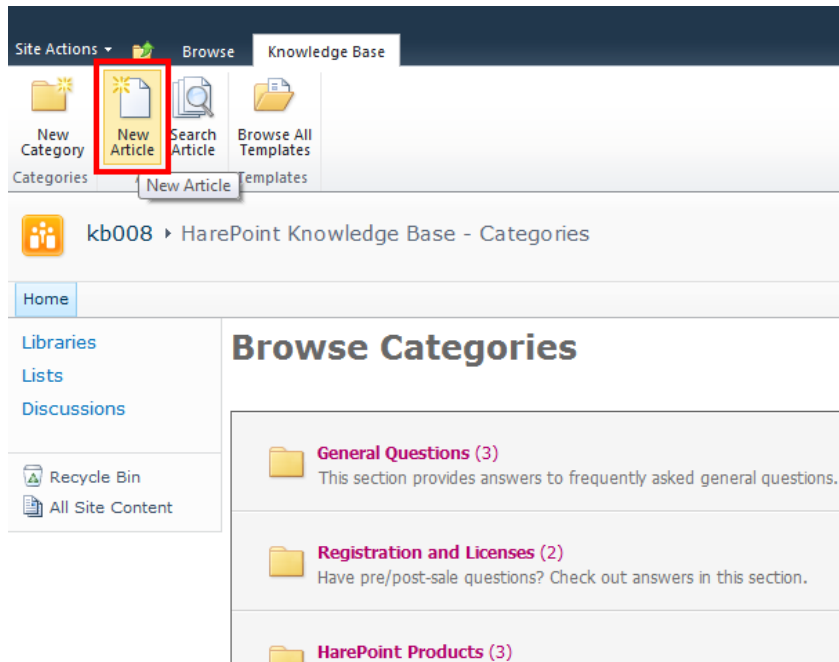 Site Actions Browse Knowledge Base
New Category
New Article
Search Article
Browse All Templates
Categories Templates
New Article
kb008 HarePoint Knowledge Base - Categories
Home
Libraries
Lists
Discussions
Recycle Bin
All Site Content
Browse Categories
General Questions (3)
This section provides answers to frequently asked general questions.
Registration and Licenses (2)
Have pre/post-sale questions? Check out answers in this section.
HarePoint Products (3)